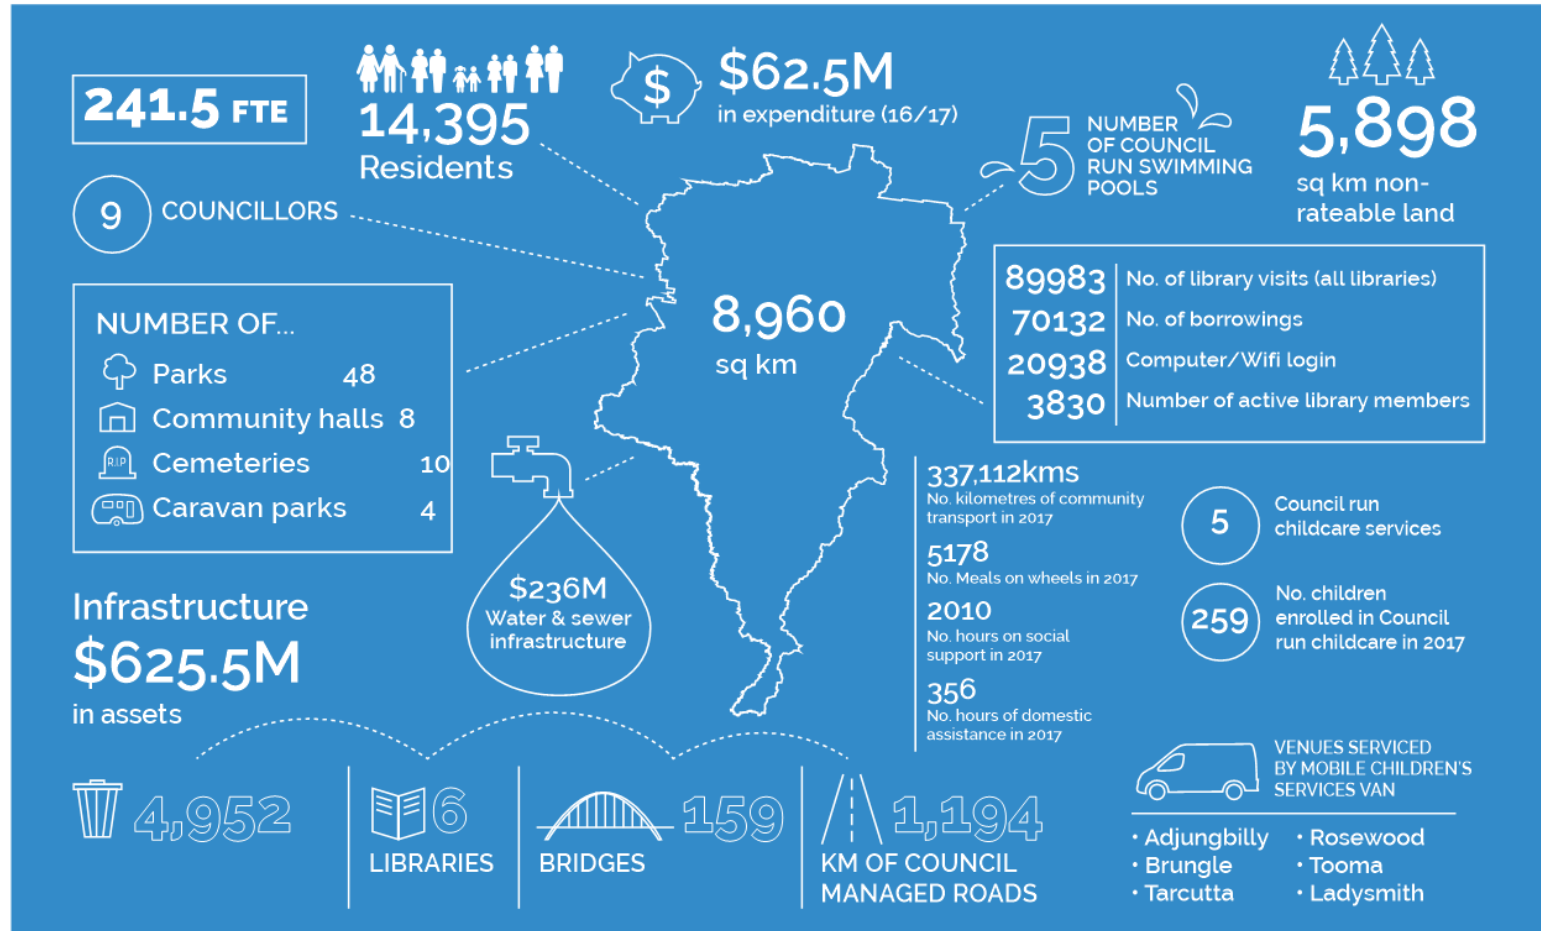 241.5 FTE
14,395
Residents
$
$62.5M
in expenditure (16/17)
5
NUMBER
OF COUNCIL
RUN SWIMMING
POOLS
5,898
sq km non-
rateable land
9
COUNCILLORS
NUMBER OF...
Parks 48
Community halls 8
R.I.P Cemeteries 10
Caravan parks 4
8,960
sq km
89983 No. of library visits (all libraries)
70132 No. of borrowings
20938 Computer/Wifi login
3830 Number of active library members
$236M
Water & sewer
infrastructure
337,112kms
No. kilometres of community
transport in 2017
5178
No. Meals on wheels in 2017
2010
No. hours on social
support in 2017
356
No. hours of domestic
assistance in 2017
5
Council run
childcare services
259
No. children
enrolled in Council
run childcare in 2017
Infrastructure
$625.5M
in assets
4,952
6
LIBRARIES
159
BRIDGES
1,194
KM OF COUNCIL
MANAGED ROADS
VENUES SERVICED
BY MOBILE CHILDREN'S
SERVICES VAN
• Adjungbilly
• Brungle
• Tarcutta
• Rosewood
• Tooma
• Ladysmith